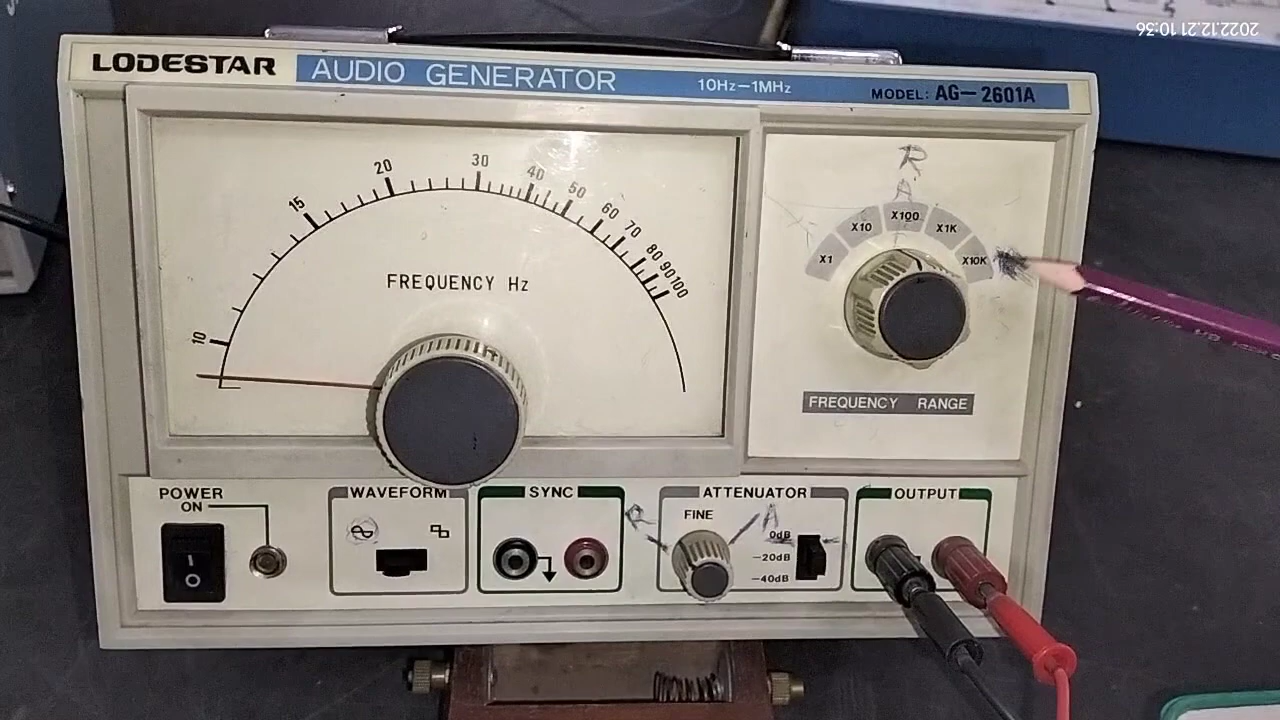 2022.12.21 10:36
LODESTAR AUDIO GENERATOR 10Hz-1MHz MODEL: AG-2601A
10 15 20 30 40 50 60 70 80 90 100
FREQUENCY Hz
R
A
X1 X10 X100 X1K X10K
FREQUENCY RANGE
POWER
ON
I
O
WAVEFORM
SYNC
ATTENUATOR
FINE
R A
0dB
-20dB
-40dB
OUTPUT